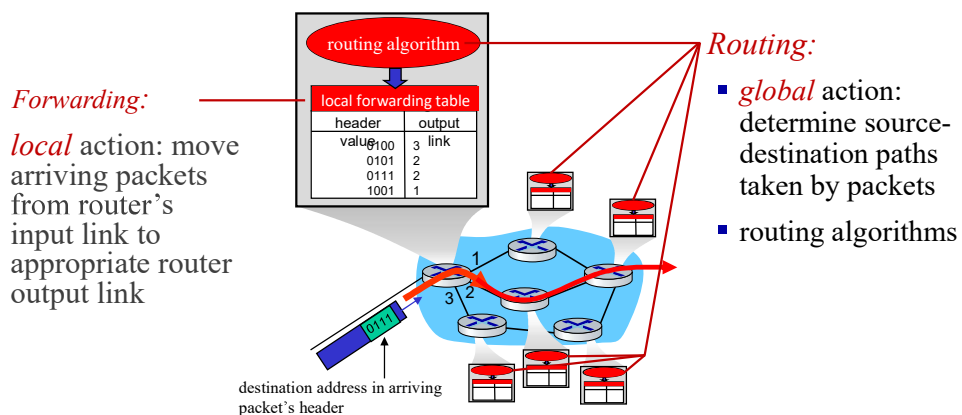 routing algorithm
local forwarding table
header value
output link
0100 3
0101 2
0111 2
1001 1
Forwarding:
local action: move
arriving packets
from router's
input link to
appropriate router
output link
Routing:
global action:
determine source-
destination paths
taken by packets
routing algorithms
1
2
3
0111
destination address in arriving
packet's header